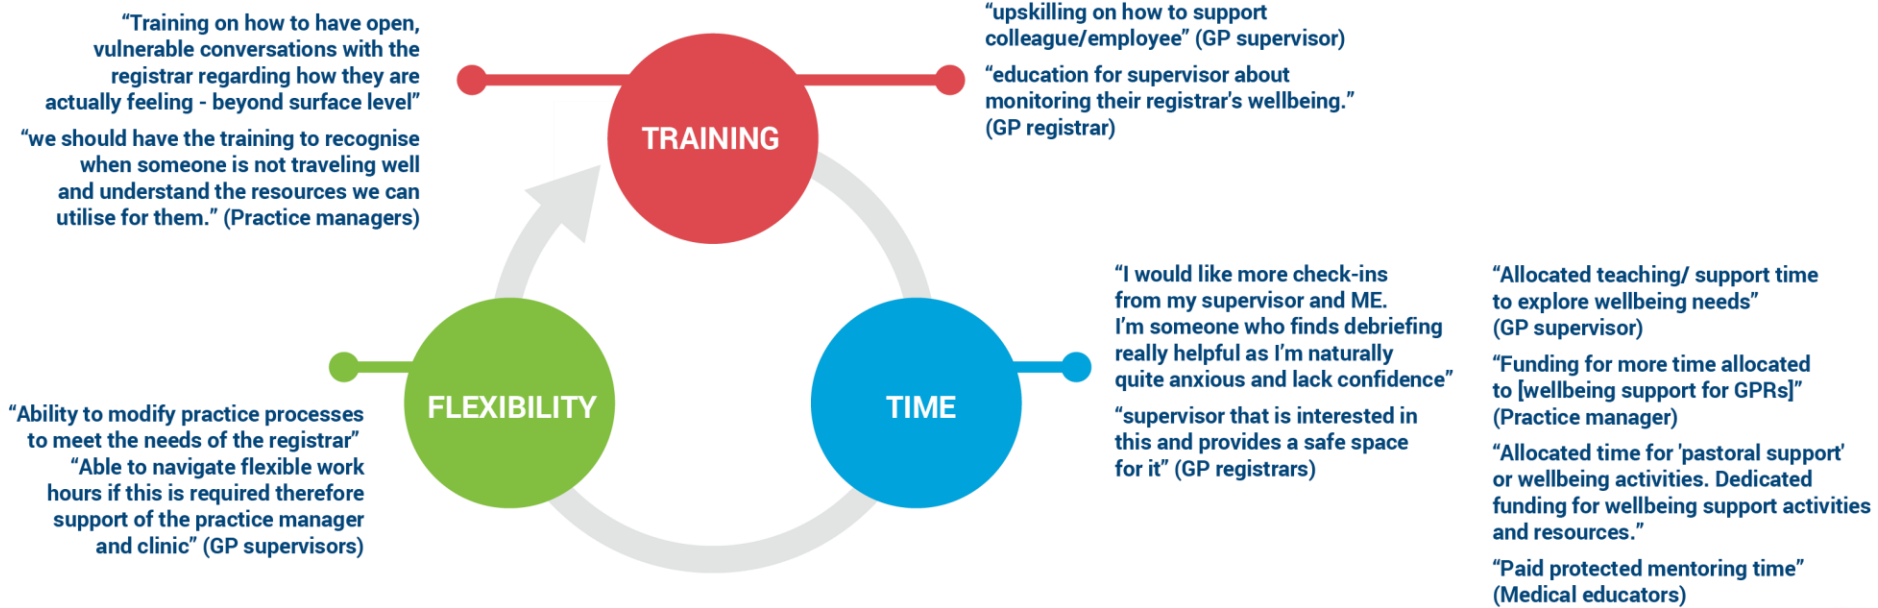 “Training on how to have open,
vulnerable conversations with the
registrar regarding how they are
actually feeling - beyond surface level”
“we should have the training to recognise
when someone is not traveling well
and understand the resources we can
utilise for them.” (Practice managers)
TRAINING
“upskilling on how to support
colleague/employee” (GP supervisor)
“education for supervisor about
monitoring their registrar's wellbeing.”
(GP registrar)
FLEXIBILITY
“Ability to modify practice processes
to meet the needs of the registrar”
“Able to navigate flexible work
hours if this is required therefore
support of the practice manager
and clinic” (GP supervisors)
TIME
“I would like more check-ins
from my supervisor and ME.
I’m someone who finds debriefing
really helpful as I’m naturally
quite anxious and lack confidence”
“supervisor that is interested in
this and provides a safe space
for it” (GP registrars)
“Allocated teaching/ support time
to explore wellbeing needs”
(GP supervisor)
“Funding for more time allocated
to [wellbeing support for GPRs]”
(Practice manager)
“Allocated time for 'pastoral support'
or wellbeing activities. Dedicated
funding for wellbeing support activities
and resources.”
“Paid protected mentoring time”
(Medical educators)